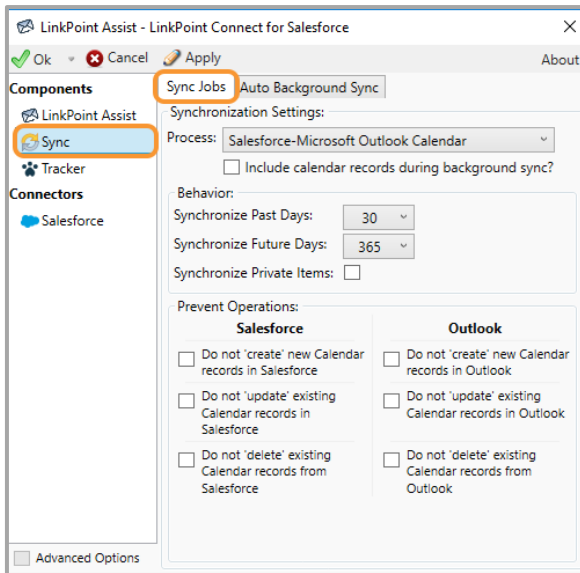 LinkPoint Assist - LinkPoint Connect for Salesforce
Ok Cancel Apply About
Components
LinkPoint Assist
Sync
Tracker
Connectors
Salesforce
Advanced Options
Sync Jobs Auto Background Sync
Synchronization Settings:
Process: Salesforce-Microsoft Outlook Calendar
Include calendar records during background sync?
Behavior:
Synchronize Past Days: 30
Synchronize Future Days: 365
Synchronize Private Items:
Prevent Operations:
Salesforce
Do not 'create' new Calendar
records in Salesforce
Do not 'update' existing
Calendar records in
Salesforce
Do not 'delete' existing
Calendar records from
Salesforce
Outlook
Do not 'create' new Calendar
records in Outlook
Do not 'update' existing
Calendar records in Outlook
Do not 'delete' existing
Calendar records from
Outlook